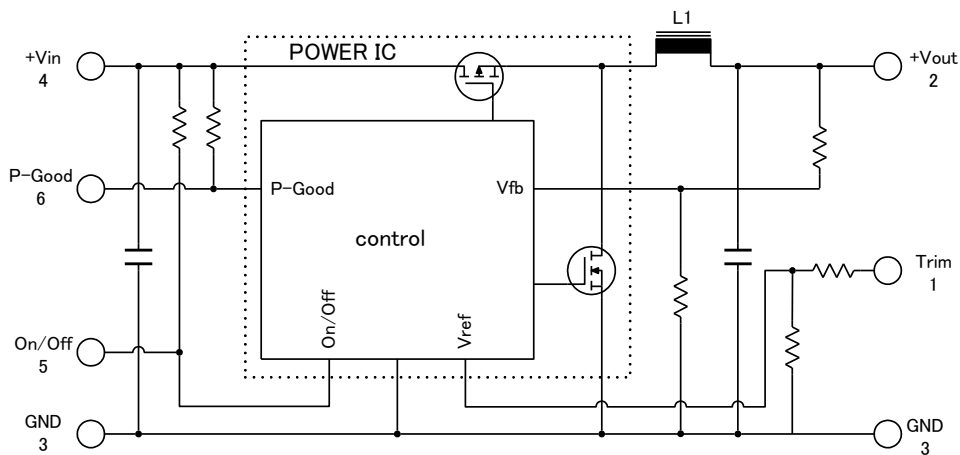 L1
POWER IC
+Vin
4
+Vout
2
P-Good
6
P-Good
Vfb
control
Trim
1
On/Off
Vref
On/Off
5
GND
3
GND
3